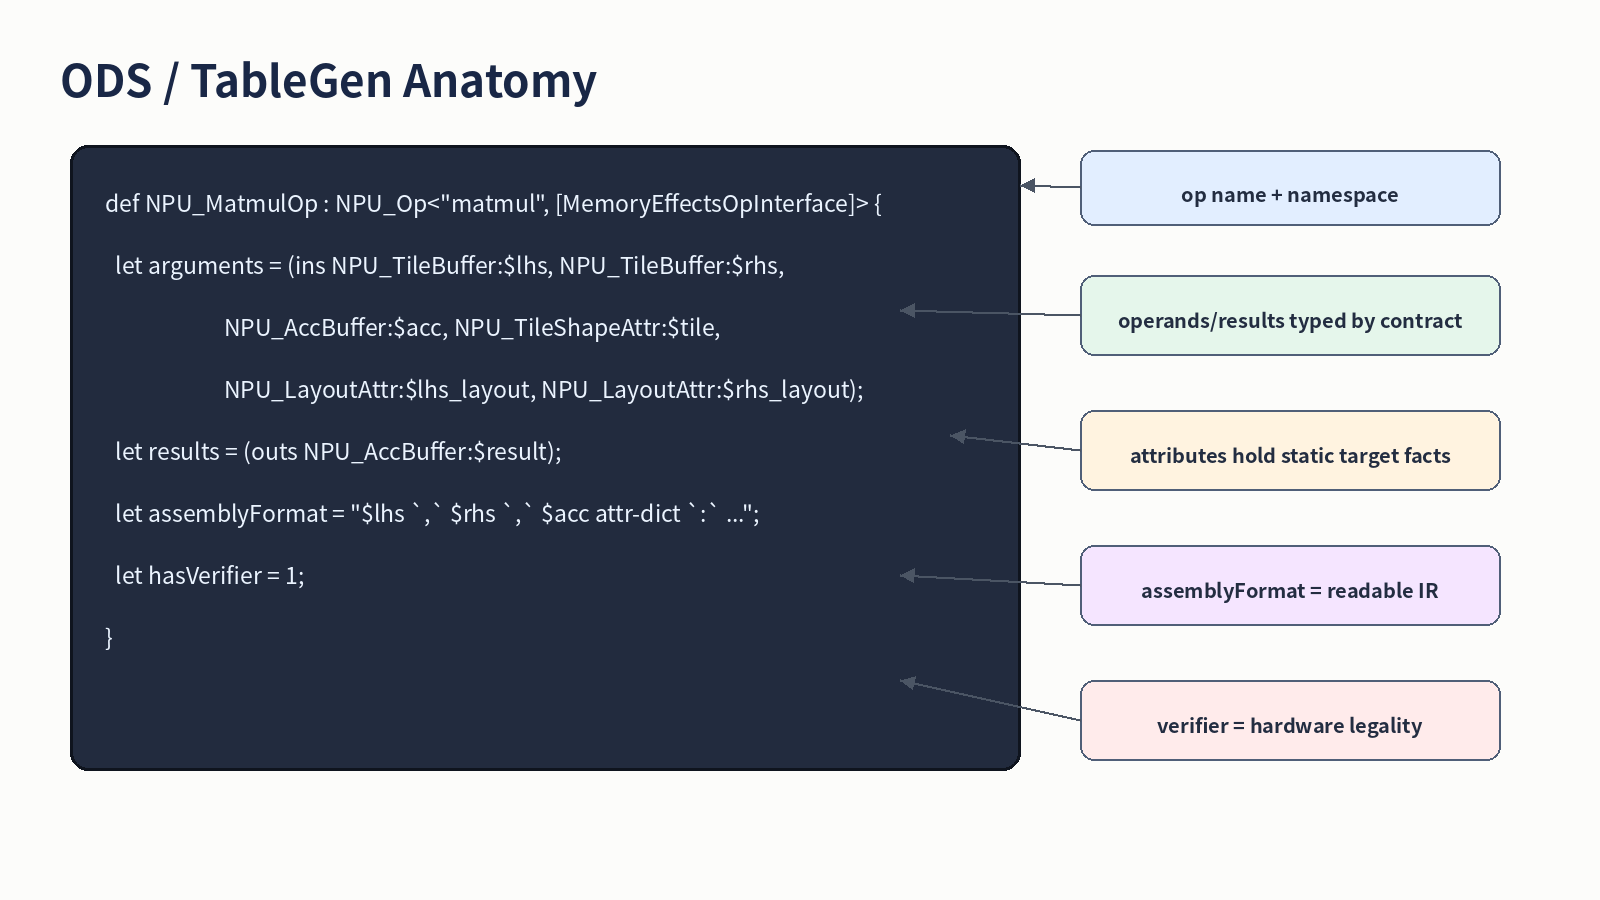 ODS / TableGen Anatomy
def NPU_MatmulOp : NPU_Op<"matmul", [MemoryEffectsOpInterface]> {
let arguments = (ins NPU_TileBuffer:$lhs, NPU_TileBuffer:$rhs,
NPU_AccBuffer:$acc, NPU_TileShapeAttr:$tile,
NPU_LayoutAttr:$lhs_layout, NPU_LayoutAttr:$rhs_layout);
let results = (outs NPU_AccBuffer:$result);
let assemblyFormat = "$lhs `,` $rhs `,` $acc attr-dict `:` ...";
let hasVerifier = 1;
}
op name + namespace
operands/results typed by contract
attributes hold static target facts
assemblyFormat = readable IR
verifier = hardware legality